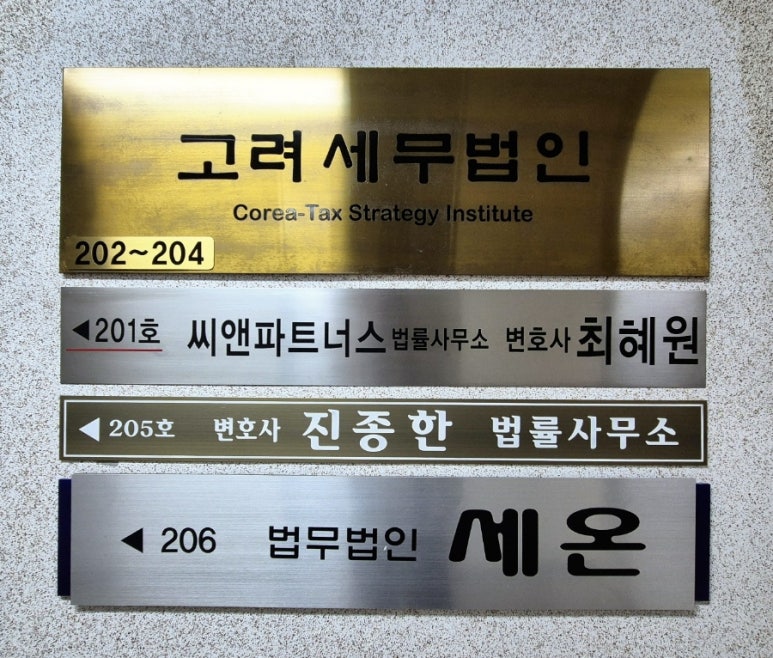 고려세무법인
Corea-Tax Strategy Institute
202~204
◀201호 씨앤파트너스 법률사무소 변호사 최혜원
◀205호 변호사 진종한 법률사무소
◀ 206 법무법인 세온